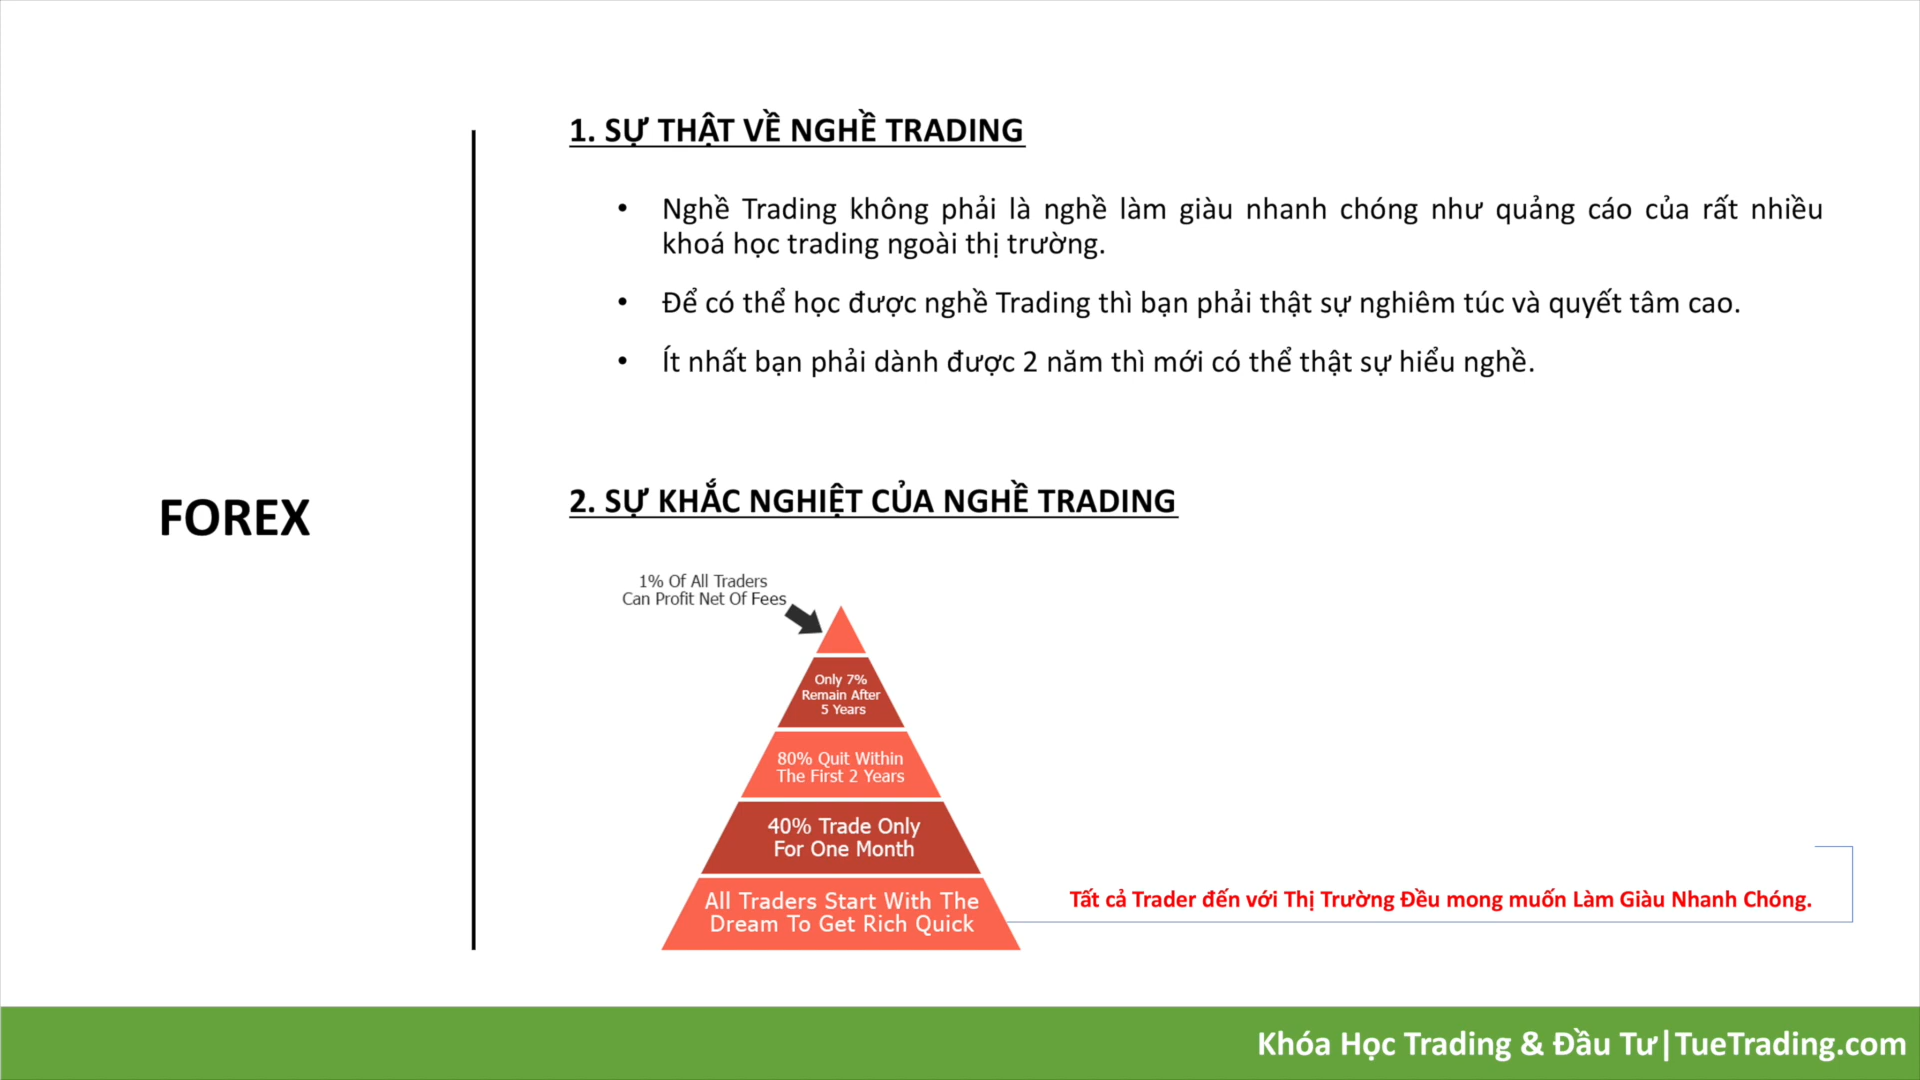 1. SỰ THẬT VỀ NGHỀ TRADING
• Nghề Trading không phải là nghề làm giàu nhanh chóng như quảng cáo của rất nhiều
khoá học trading ngoài thị trường.
• Để có thể học được nghề Trading thì bạn phải thật sự nghiêm túc và quyết tâm cao.
• Ít nhất bạn phải dành được 2 năm thì mới có thể thật sự hiểu nghề.
FOREX
2. SỰ KHẮC NGHIỆT CỦA NGHỀ TRADING
1% Of All Traders
Can Profit Net Of Fees
Only 7%
Remain After
5 Years
80% Quit Within
The First 2 Years
40% Trade Only
For One Month
All Traders Start With The
Dream To Get Rich Quick
Tất cả Trader đến với Thị Trường Đều mong muốn Làm Giàu Nhanh Chóng.
Khóa Học Trading & Đầu Tư|TueTrading.com